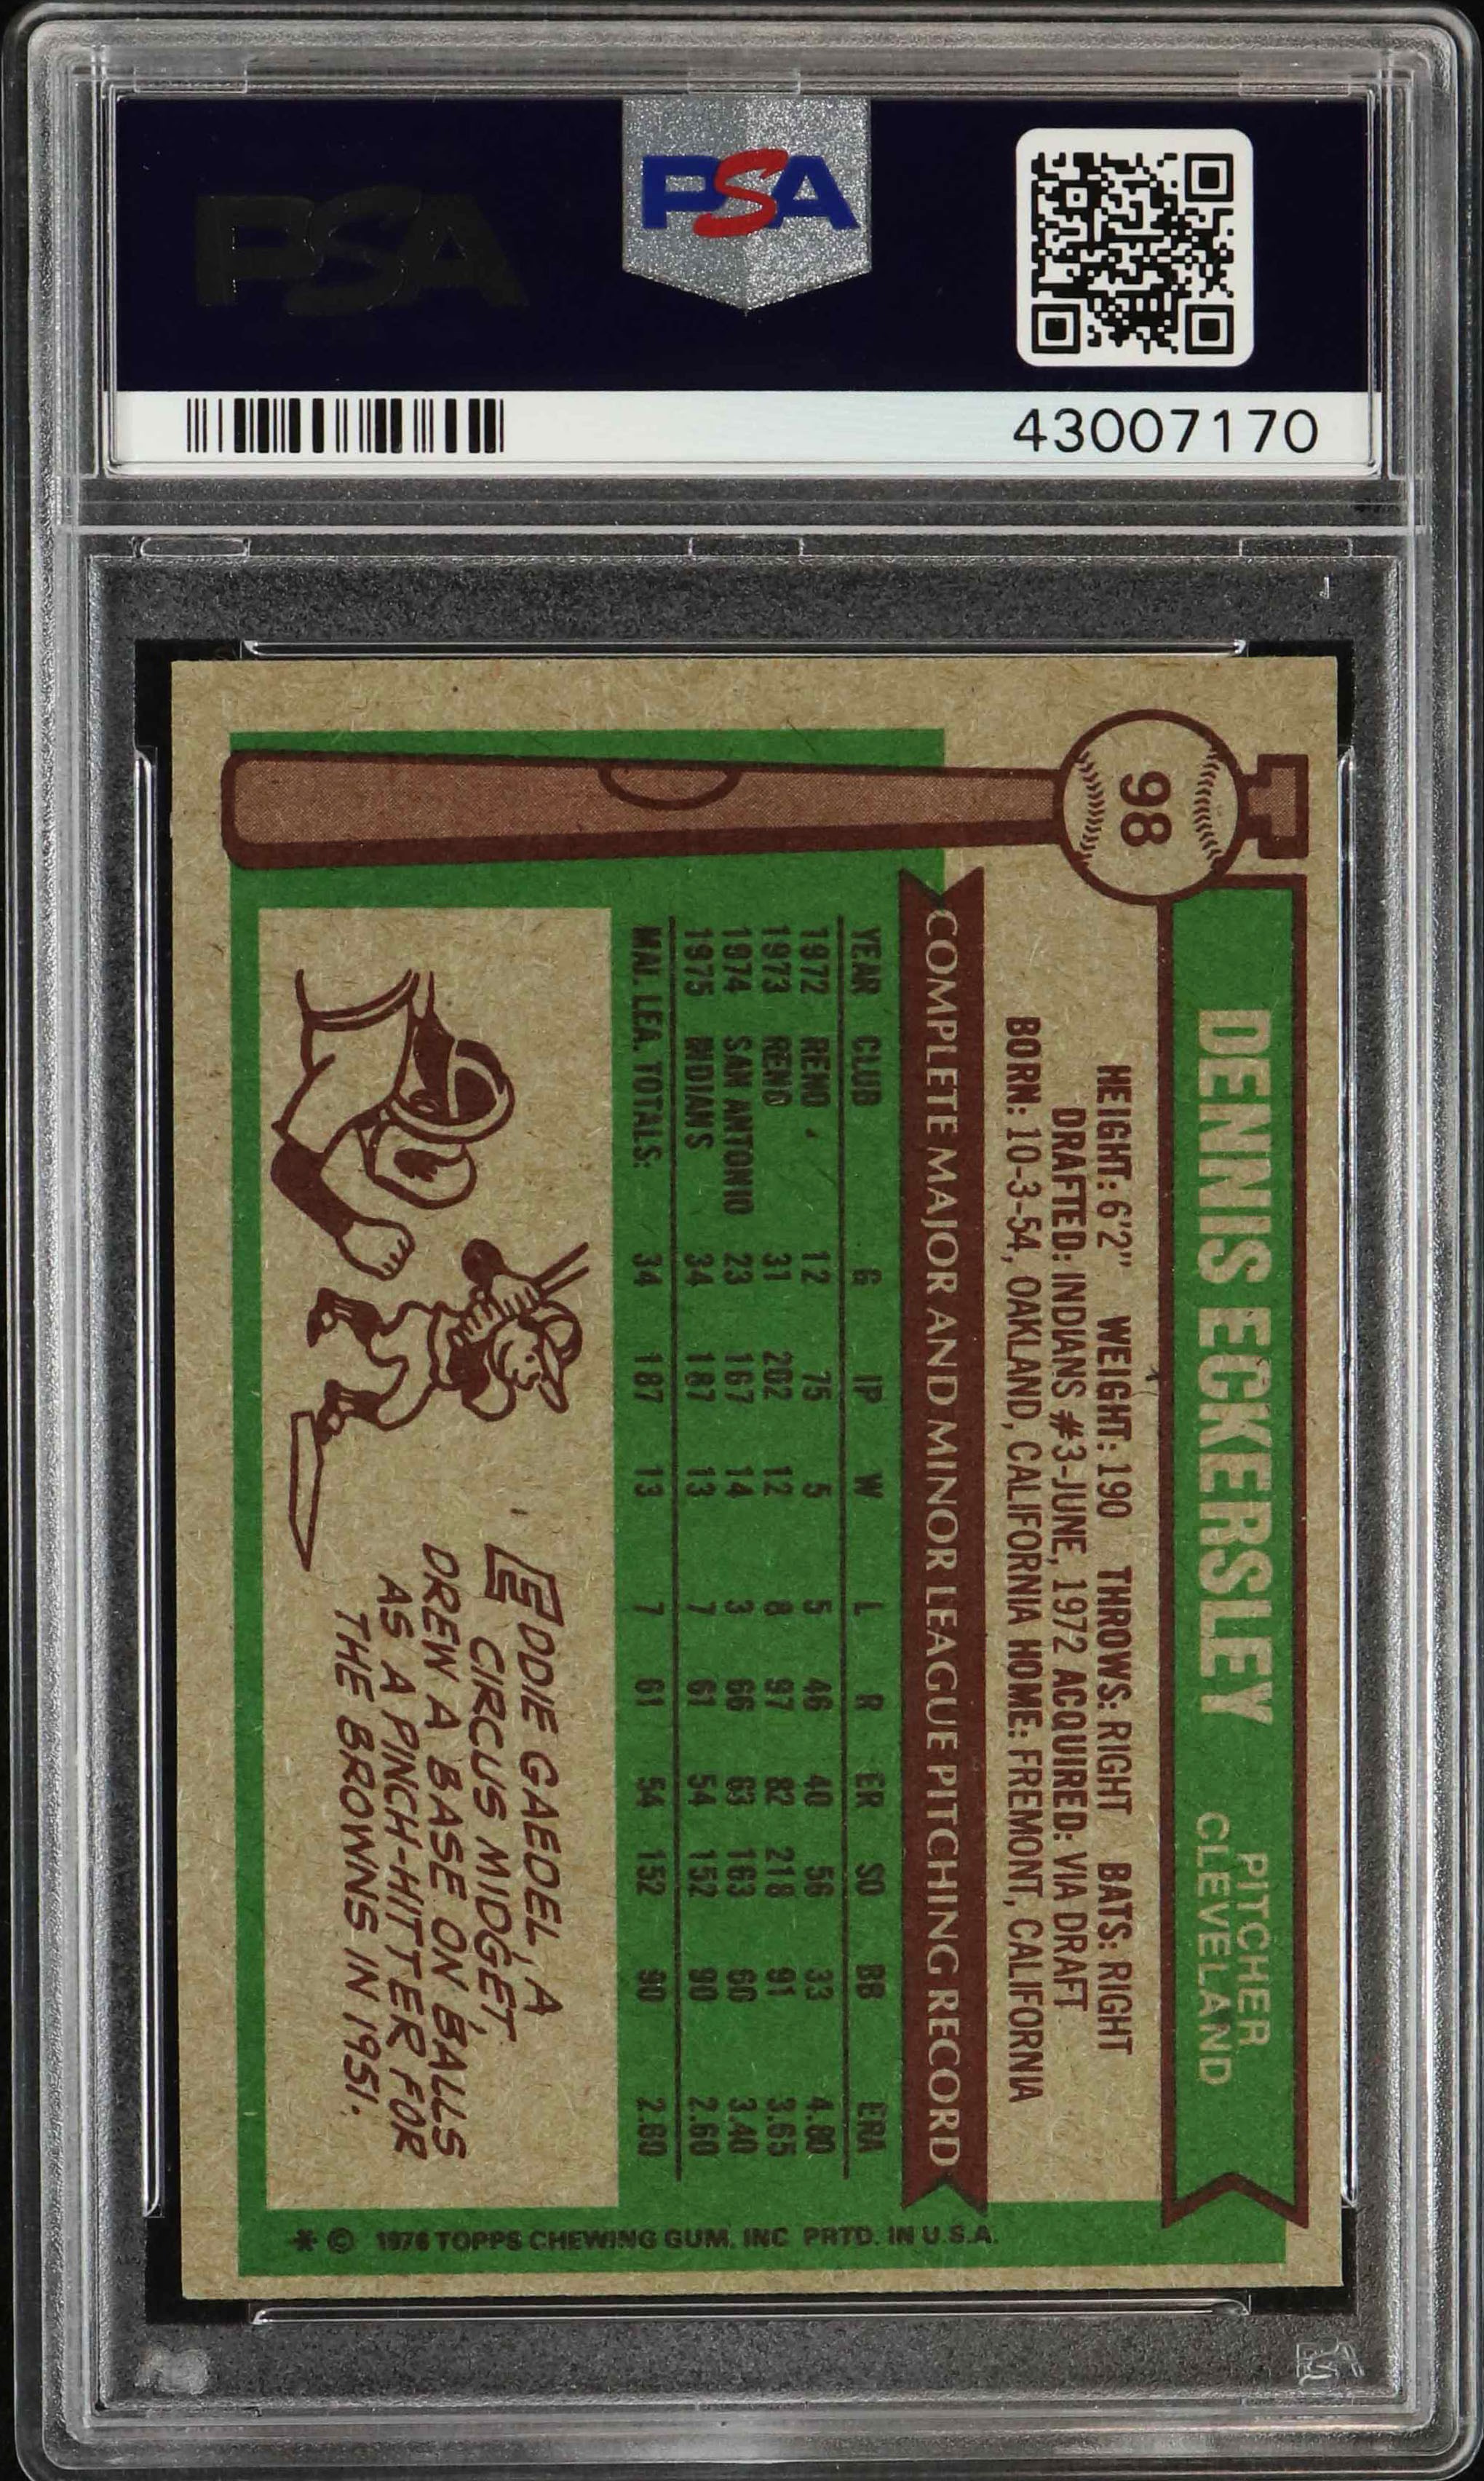 PSA
PSA
43007170
98
DENNIS ECKERSLEY
PITCHER
CLEVELAND
HEIGHT: 6'2" WEIGHT: 190 THROWS: RIGHT BATS: RIGHT
DRAFTED: INDIANS #3-JUNE, 1972 ACQUIRED: VIA DRAFT
BORN: 10-3-54, OAKLAND, CALIFORNIA HOME: FREMONT, CALIFORNIA
COMPLETE MAJOR AND MINOR LEAGUE PITCHING RECORD
YEAR CLUB G IP W L R ER SO BB ERA
1972 RENO 12 75 5 5 46 40 56 33 4.80
1973 RENO 31 202 12 8 97 82 218 91 3.65
1974 SAN ANTONIO 23 167 14 3 66 63 163 60 3.40
1975 INDIANS 34 187 13 7 61 54 152 90 2.60
MAJ. LEA. TOTALS: 34 187 13 7 61 54 152 90 2.60
EDDIE GAEDEL, A
CIRCUS MIDGET,
DREW A BASE ON BALLS
AS A PINCH-HITTER FOR
THE BROWNS IN 1951.
* © 1976 TOPPS CHEWING GUM, INC PRTD. IN U.S.A.
PSA